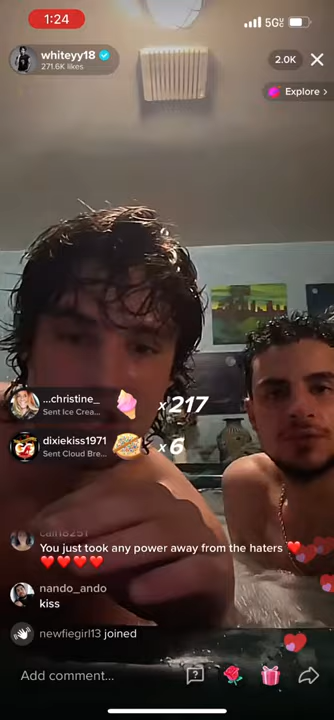 1:24
5G
whiteyy18
271.6K likes
2.0K
Explore
...christine_
Sent Ice Crea...
x217
dixiekiss1971
Sent Cloud Bre...
x6
You just took any power away from the haters ❤️
❤️❤️❤️❤️
nando_ando
kiss
newfiegirl13 joined
Add comment...